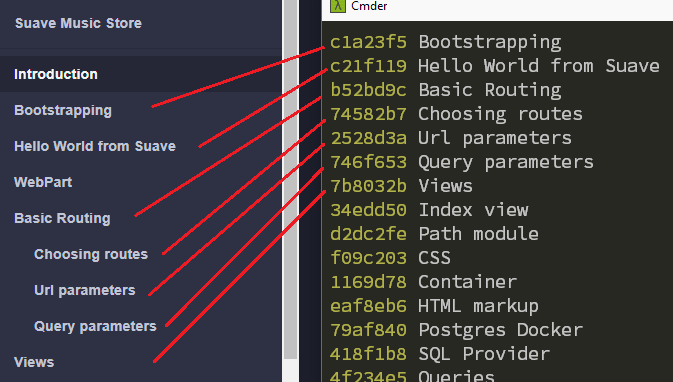 Suave Music Store
Introduction
Bootstrapping
Hello World from Suave
WebPart
Basic Routing
Choosing routes
Url parameters
Query parameters
Views
λ Cmder
c1a23f5 Bootstrapping
c21f119 Hello World from Suave
b52bd9c Basic Routing
74582b7 Choosing routes
2528d3a Url parameters
746f653 Query parameters
7b8032b Views
34edd50 Index view
d2dc2fe Path module
f09c203 CSS
1169d78 Container
eaf8eb6 HTML markup
79af840 Postgres Docker
418f1b8 SQL Provider
4f234e5 Queries